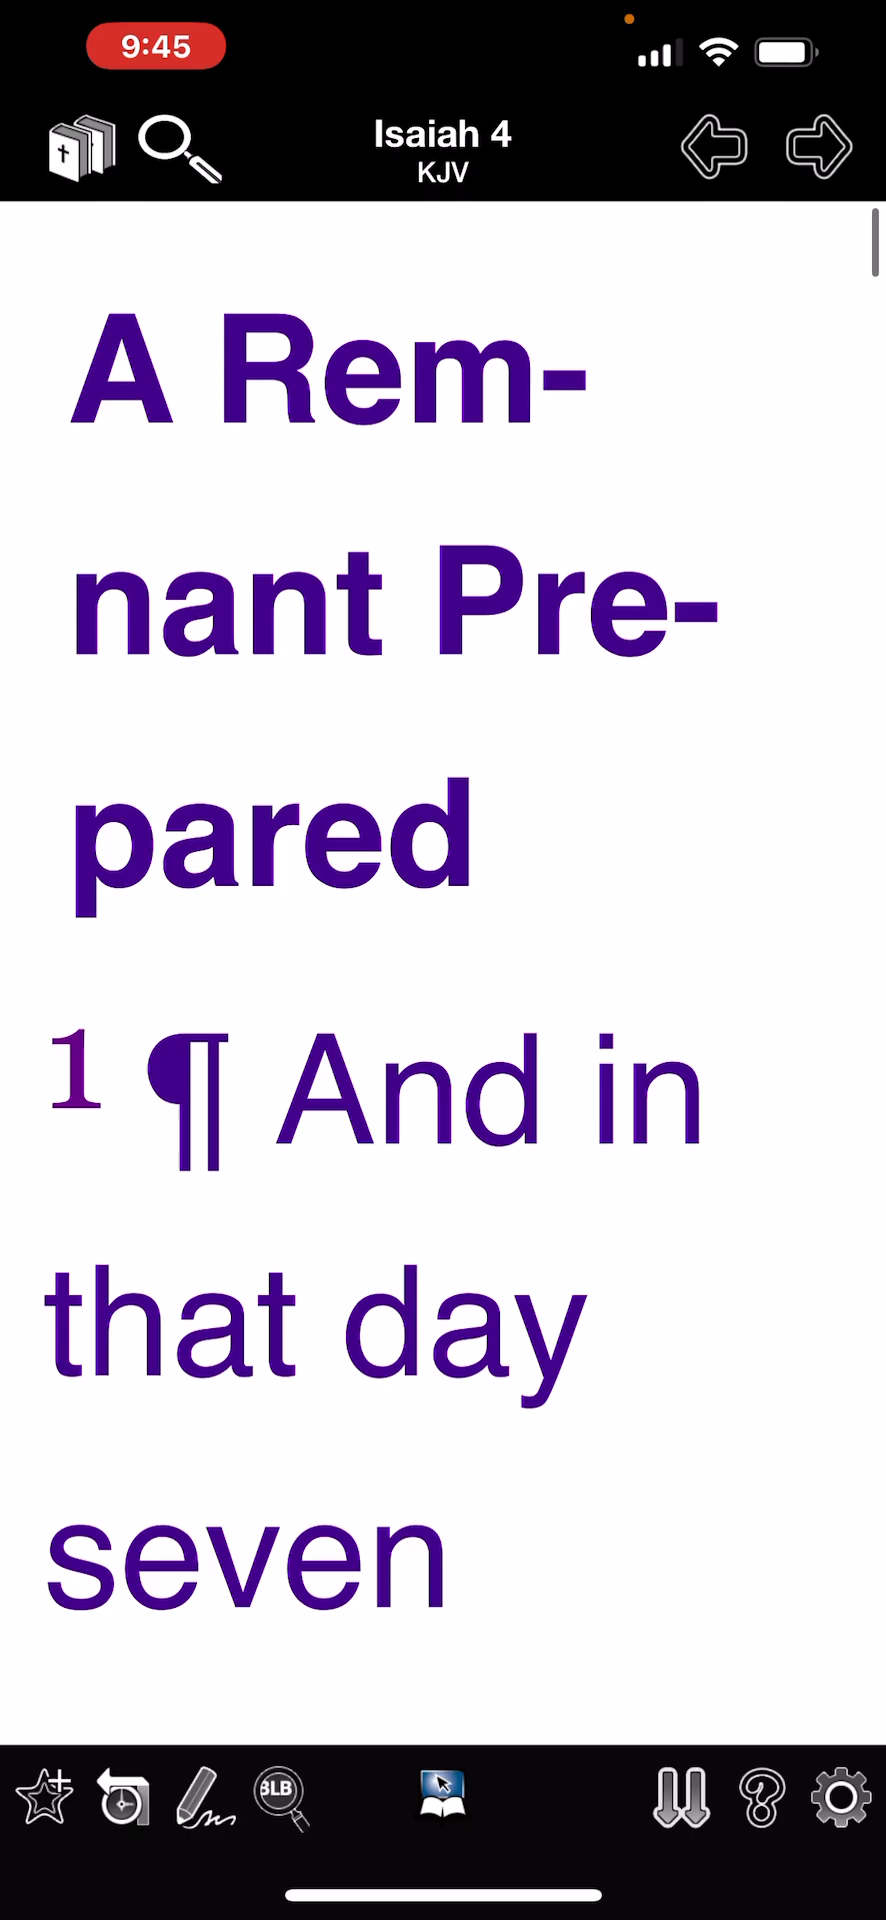 9:45
Isaiah 4
KJV
A Rem-
nant Pre-
pared
1 ¶ And in
that day
seven
BLB